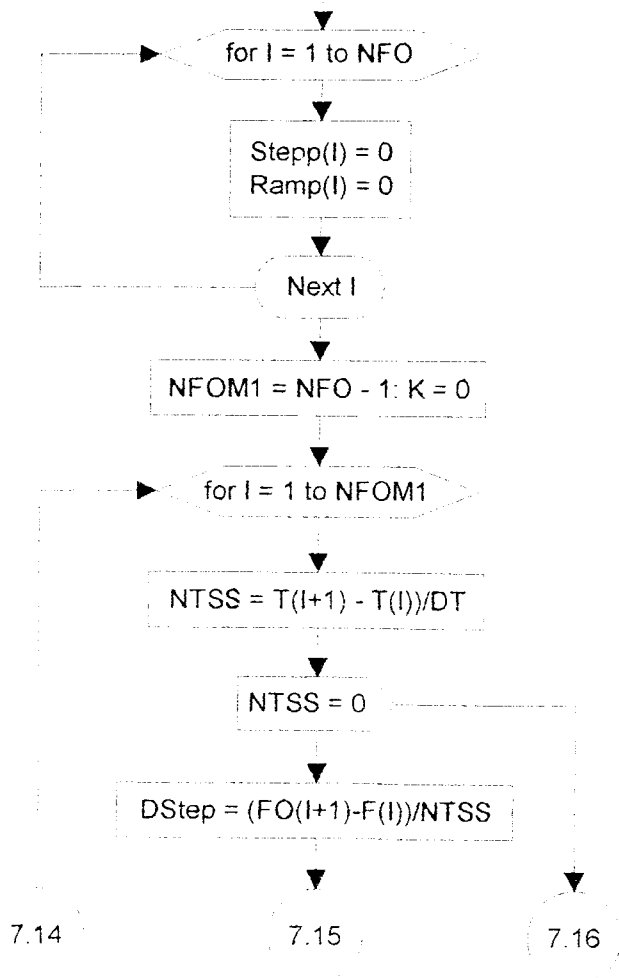 for I = 1 to NFO
Stepp(I) = 0
Ramp(I) = 0
Next I
NFOM1 = NFO - 1: K = 0
for I = 1 to NFOM1
NTSS = T(I+1) - T(I))/DT
NTSS = 0
DStep = (FO(I+1)-F(I))/NTSS
7.14
7.15
7.16